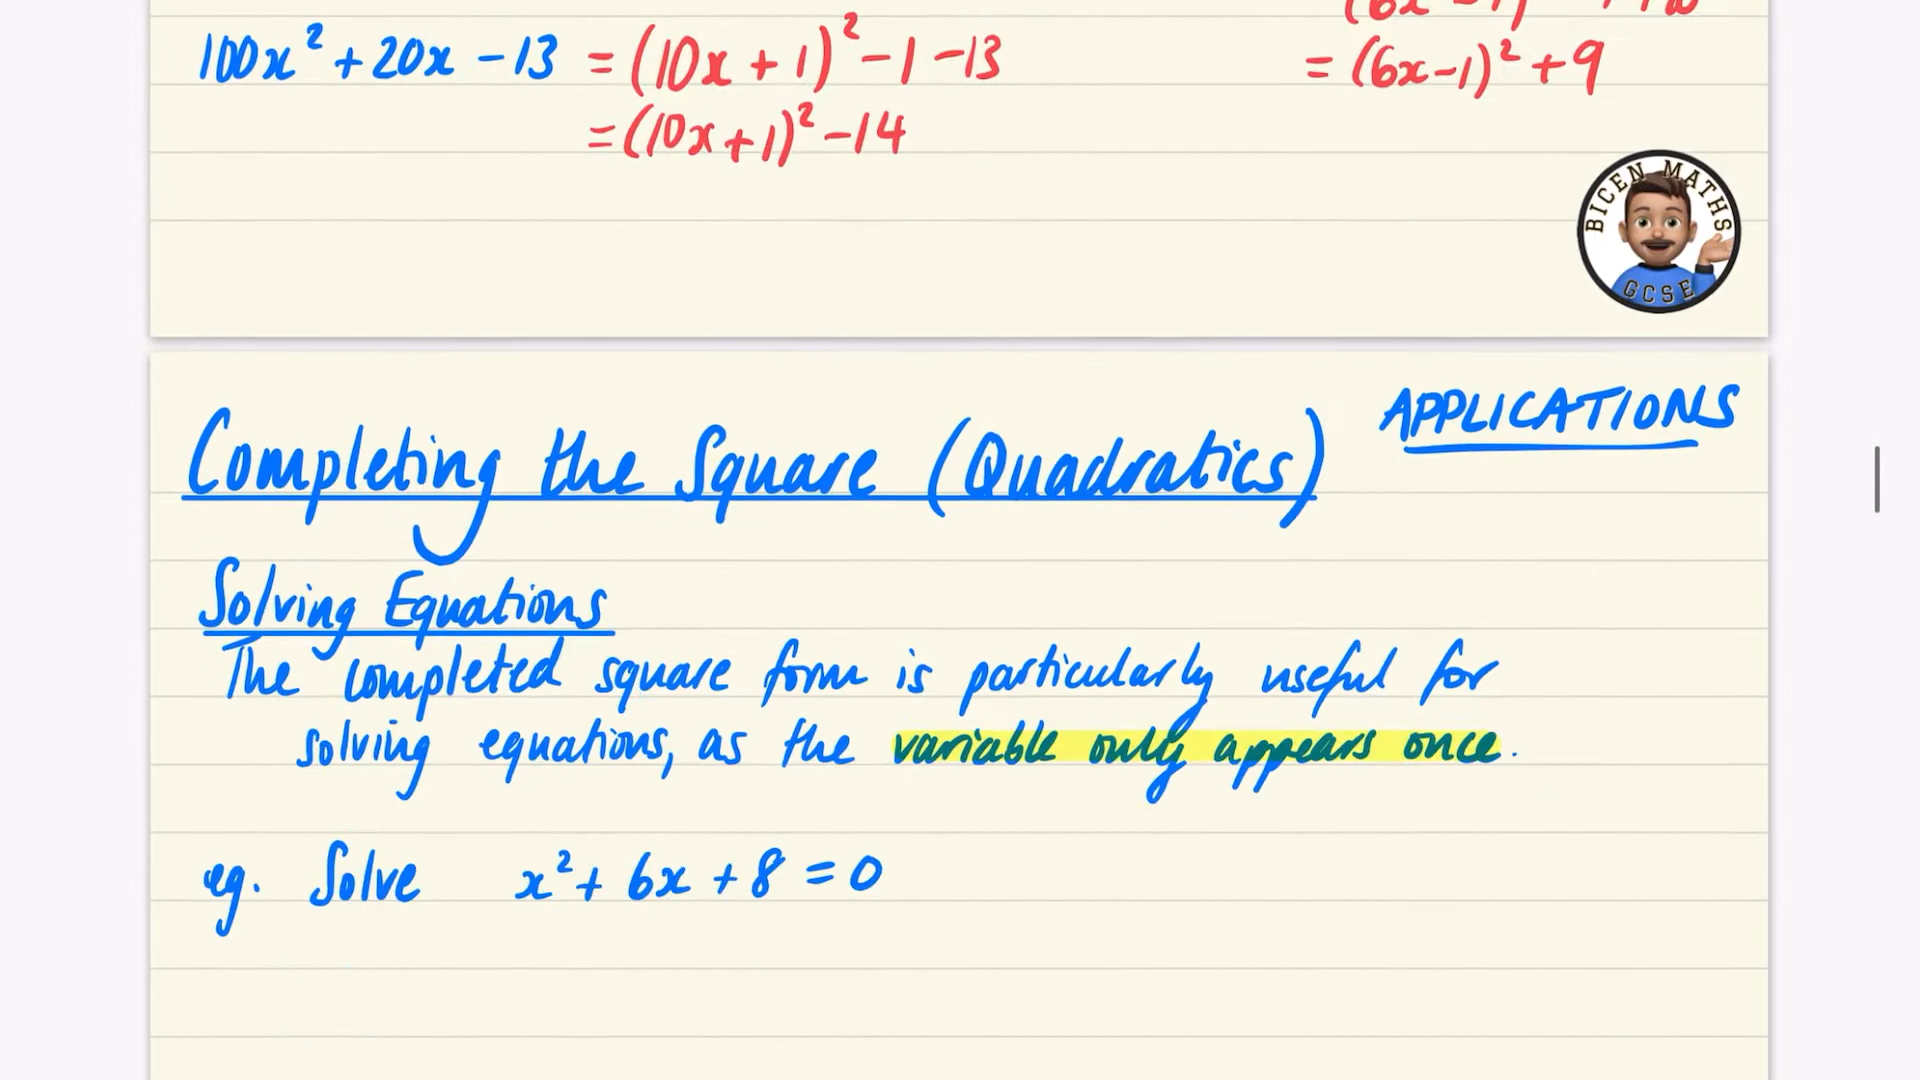 100x² + 20x - 13 = (10x + 1)² - 1 - 13
= (10x + 1)² - 14
= (6x - 1)² + 9
BICEN MATHS
GCSE
APPLICATIONS
Completing the Square (Quadratics)
Solving Equations
The completed square form is particularly useful for
solving equations, as the variable only appears once.
eg. Solve x² + 6x + 8 = 0